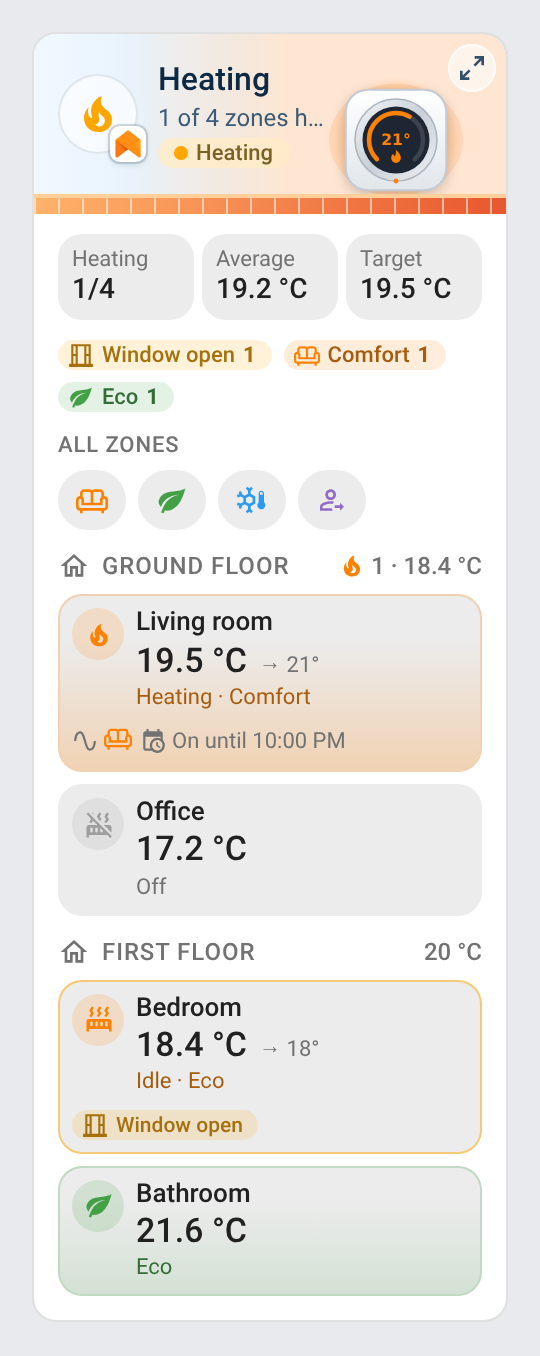 Heating
1 of 4 zones h...
Heating
21°
Heating
1/4
Average
19.2 °C
Target
19.5 °C
Window open 1
Comfort 1
Eco 1
ALL ZONES
GROUND FLOOR
1 · 18.4 °C
Living room
19.5 °C → 21°
Heating · Comfort
On until 10:00 PM
Office
17.2 °C
Off
FIRST FLOOR
20 °C
Bedroom
18.4 °C → 18°
Idle · Eco
Window open
Bathroom
21.6 °C
Eco